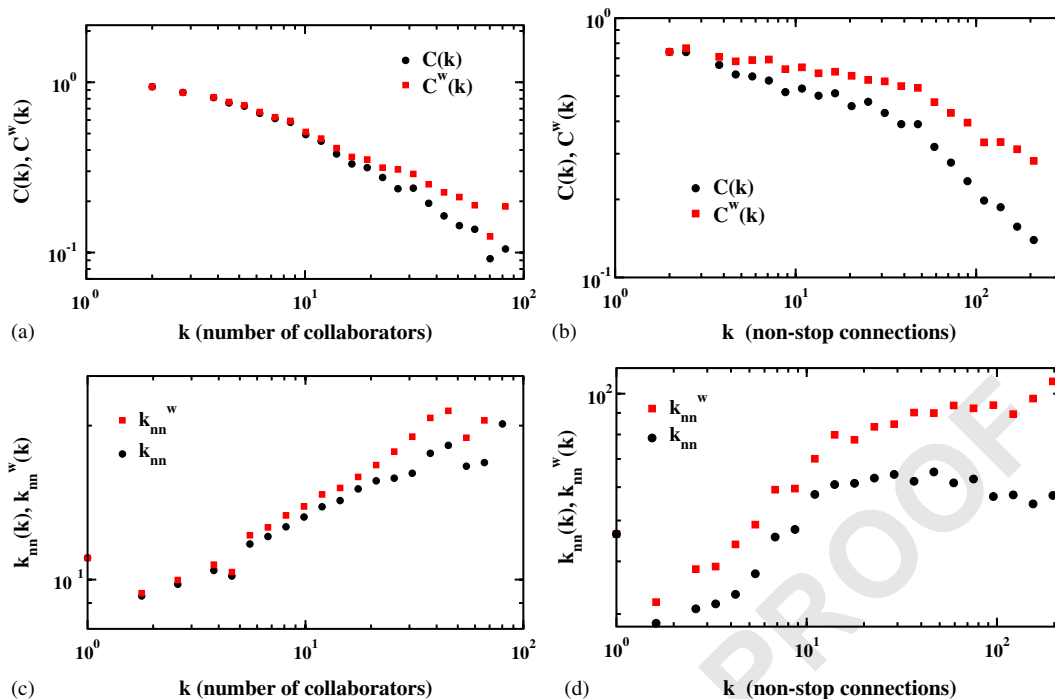 10^0
10^-1
C(k), C^w(k)
C(k)
C^w(k)
10^0
10^1
10^2
(a)
k (number of collaborators)
10^0
10^-1
C(k), C^w(k)
C(k)
C^w(k)
10^0
10^1
10^2
(b)
k (non-stop connections)
10^1
k_nn(k), k_nn^w(k)
k_nn^w
k_nn
10^0
10^1
10^2
(c)
k (number of collaborators)
10^2
k_nn(k), k_nn^w(k)
k_nn^w
k_nn
10^0
10^1
10^2
(d)
k (non-stop connections)
PROOF